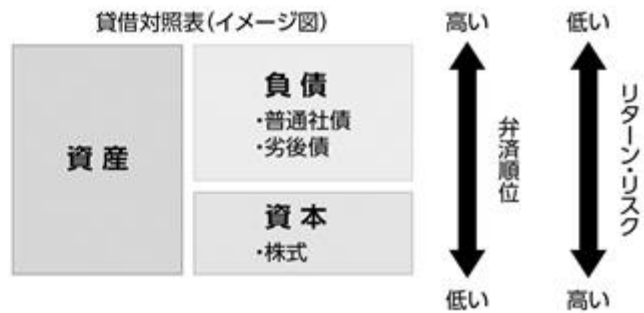 貸借対照表(イメージ図)
高い
低い
資産
負債
・普通社債
・劣後債
資本
・株式
弁済順位
リターン・リスク
低い
高い